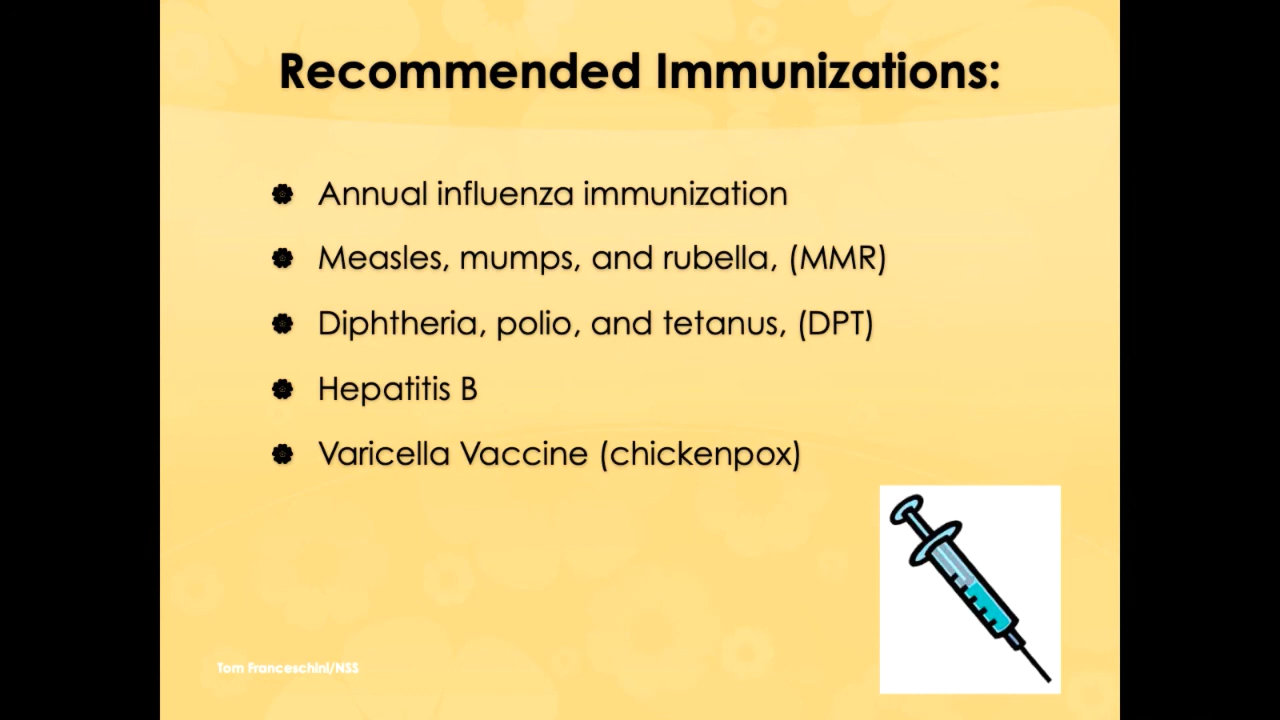 Recommended Immunizations:
Annual influenza immunization
Measles, mumps, and rubella, (MMR)
Diphtheria, polio, and tetanus, (DPT)
Hepatitis B
Varicella Vaccine (chickenpox)
Tom Franceschini/NSS